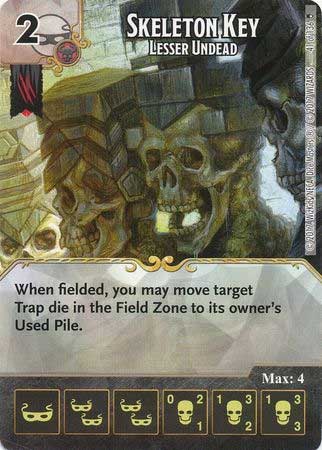 2
SKELETON KEY
LESSER UNDEAD
When fielded, you may move target
Trap die in the Field Zone to its owner's
Used Pile.
Max: 4
0 2 1
1 3 2
1 3 3